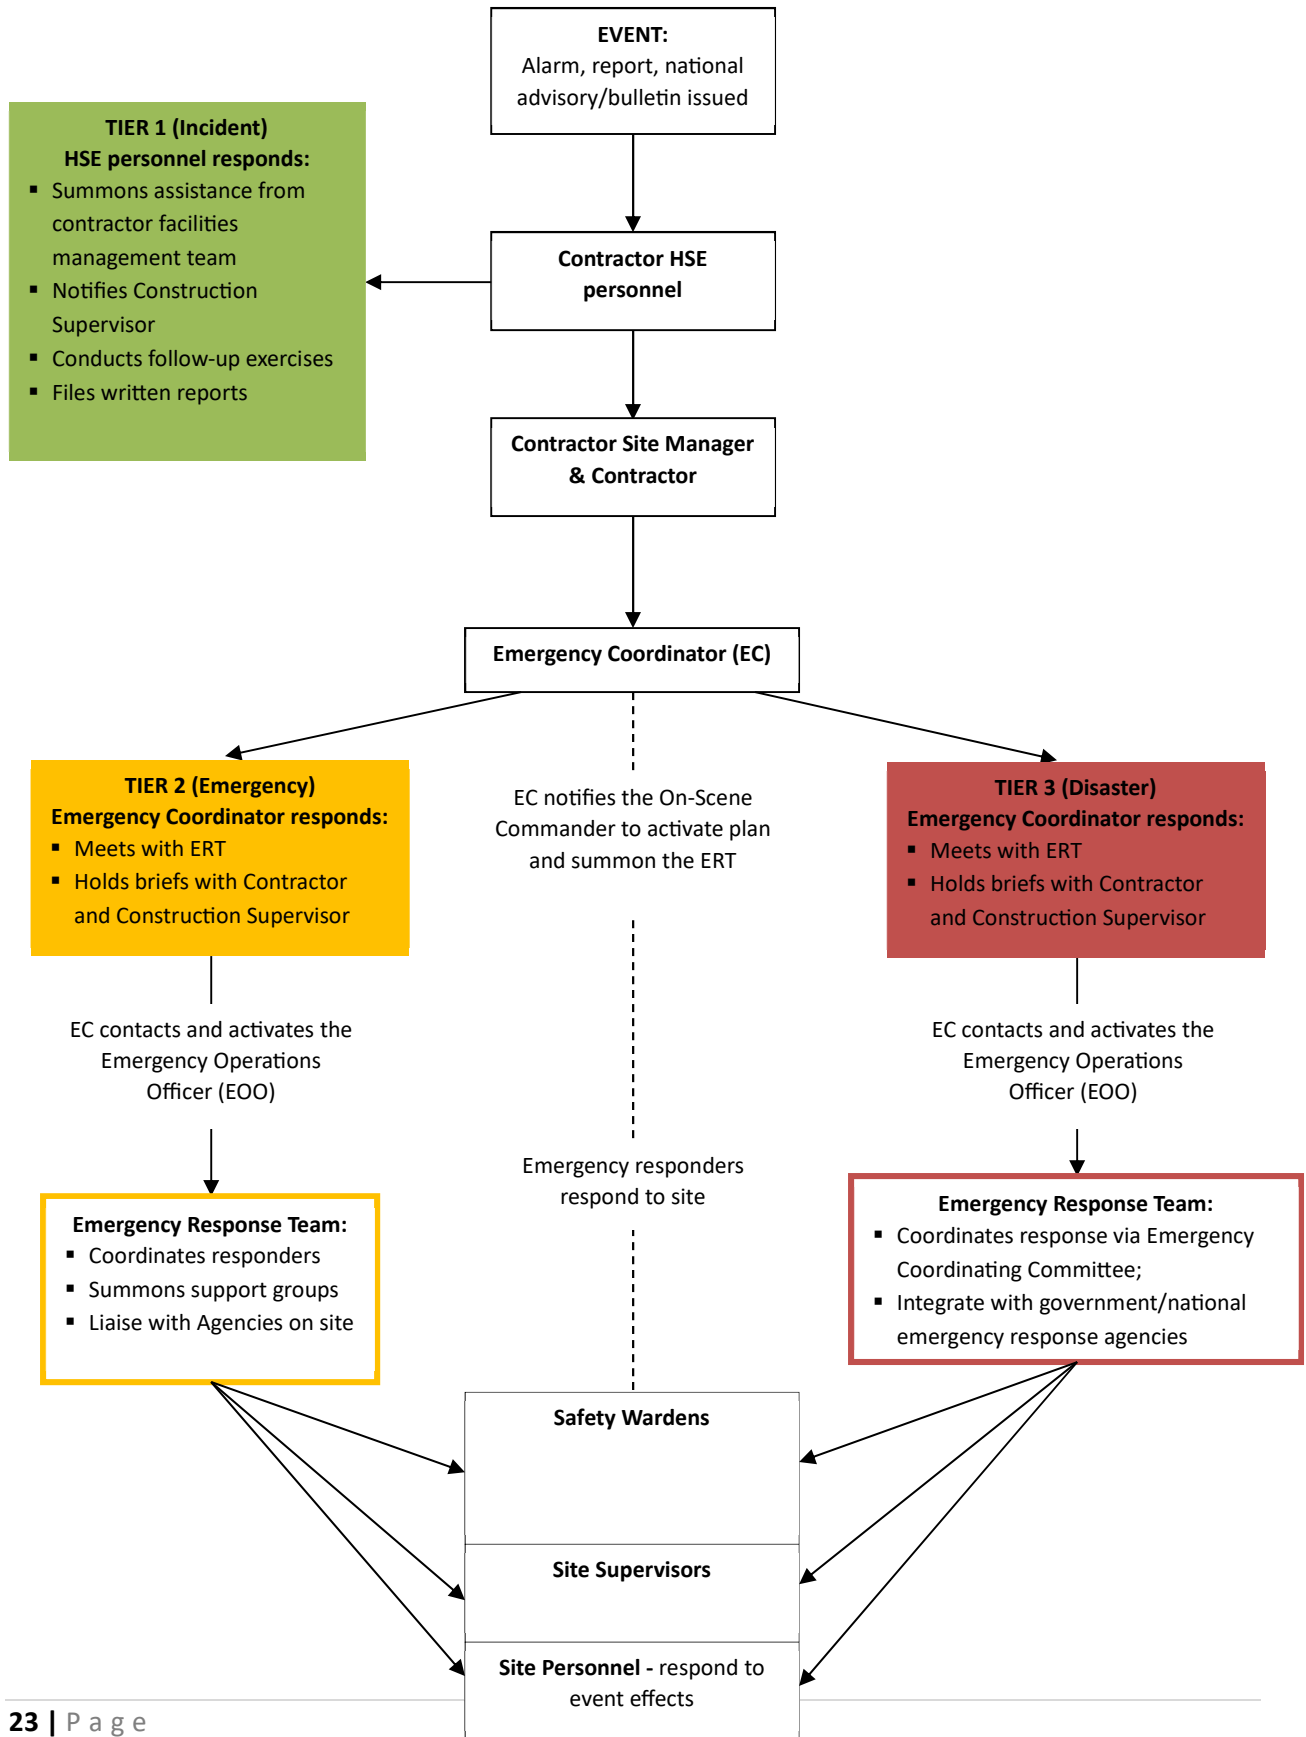 EVENT:
Alarm, report, national
advisory/bulletin issued
TIER 1 (Incident)
HSE personnel responds:
▪ Summons assistance from
contractor facilities
management team
▪ Notifies Construction
Supervisor
▪ Conducts follow-up exercises
▪ Files written reports
Contractor HSE
personnel
Contractor Site Manager
& Contractor
Emergency Coordinator (EC)
TIER 2 (Emergency)
Emergency Coordinator responds:
▪ Meets with ERT
▪ Holds briefs with Contractor
and Construction Supervisor
EC notifies the On-Scene
Commander to activate plan
and summon the ERT
TIER 3 (Disaster)
Emergency Coordinator responds:
▪ Meets with ERT
▪ Holds briefs with Contractor
and Construction Supervisor
EC contacts and activates the
Emergency Operations
Officer (EOO)
EC contacts and activates the
Emergency Operations
Officer (EOO)
Emergency responders
respond to site
Emergency Response Team:
▪ Coordinates responders
▪ Summons support groups
▪ Liaise with Agencies on site
Emergency Response Team:
▪ Coordinates response via Emergency
Coordinating Committee;
▪ Integrate with government/national
emergency response agencies
Safety Wardens
Site Supervisors
Site Personnel - respond to
event effects
23 | Page